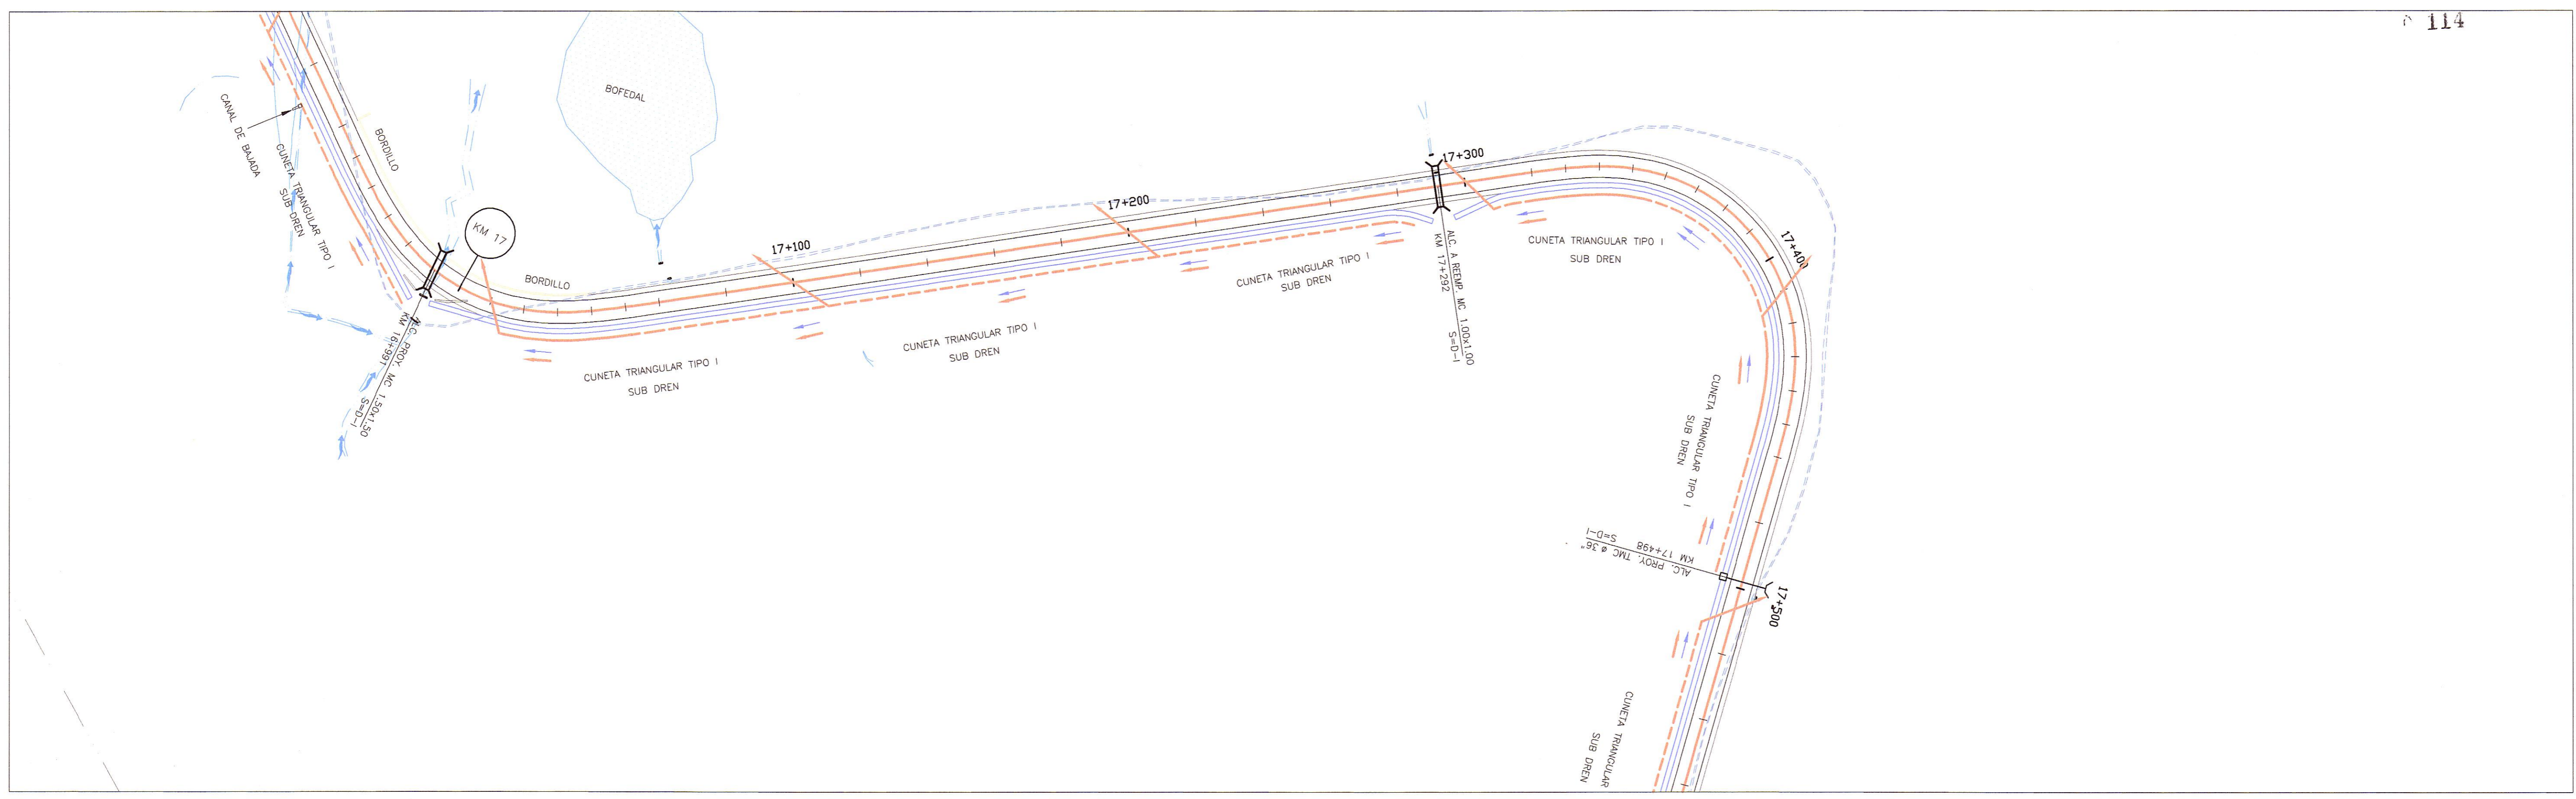 114
CANAL DE BAJADA
CUNETA TRIANGULAR TIPO I
SUB DREN
BORDILLO
BOFEDAL
KM 17
BORDILLO
ALC. PROY. MC 1.50x1.50
KM 16+991 S=D-I
17+100
CUNETA TRIANGULAR TIPO I
SUB DREN
17+200
CUNETA TRIANGULAR TIPO I
SUB DREN
CUNETA TRIANGULAR TIPO I
SUB DREN
17+300
ALC. A REEMP. MC 1.00x1.00
KM 17+292 S=D-I
CUNETA TRIANGULAR TIPO I
SUB DREN
17+400
CUNETA TRIANGULAR TIPO I
SUB DREN
ALC. PROY. TMC ø 36"
KM 17+498 S=D-I
17+500
CUNETA TRIANGULAR
SUB DREN